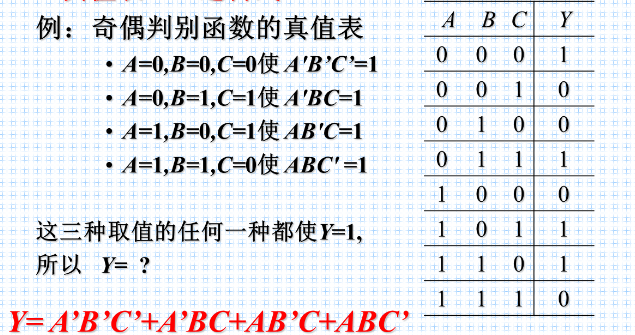 例：奇偶判别函数的真值表
• A=0,B=0,C=0使 A'B’C’=1
• A=0,B=1,C=1使 A'BC=1
• A=1,B=0,C=1使 AB'C=1
• A=1,B=1,C=0使 ABC' =1
这三种取值的任何一种都使Y=1,
所以 Y= ?
Y= A’B’C’+A’BC+AB’C+ABC’
A B C Y
0 0 0 1
0 0 1 0
0 1 0 0
0 1 1 1
1 0 0 0
1 0 1 1
1 1 0 1
1 1 1 0